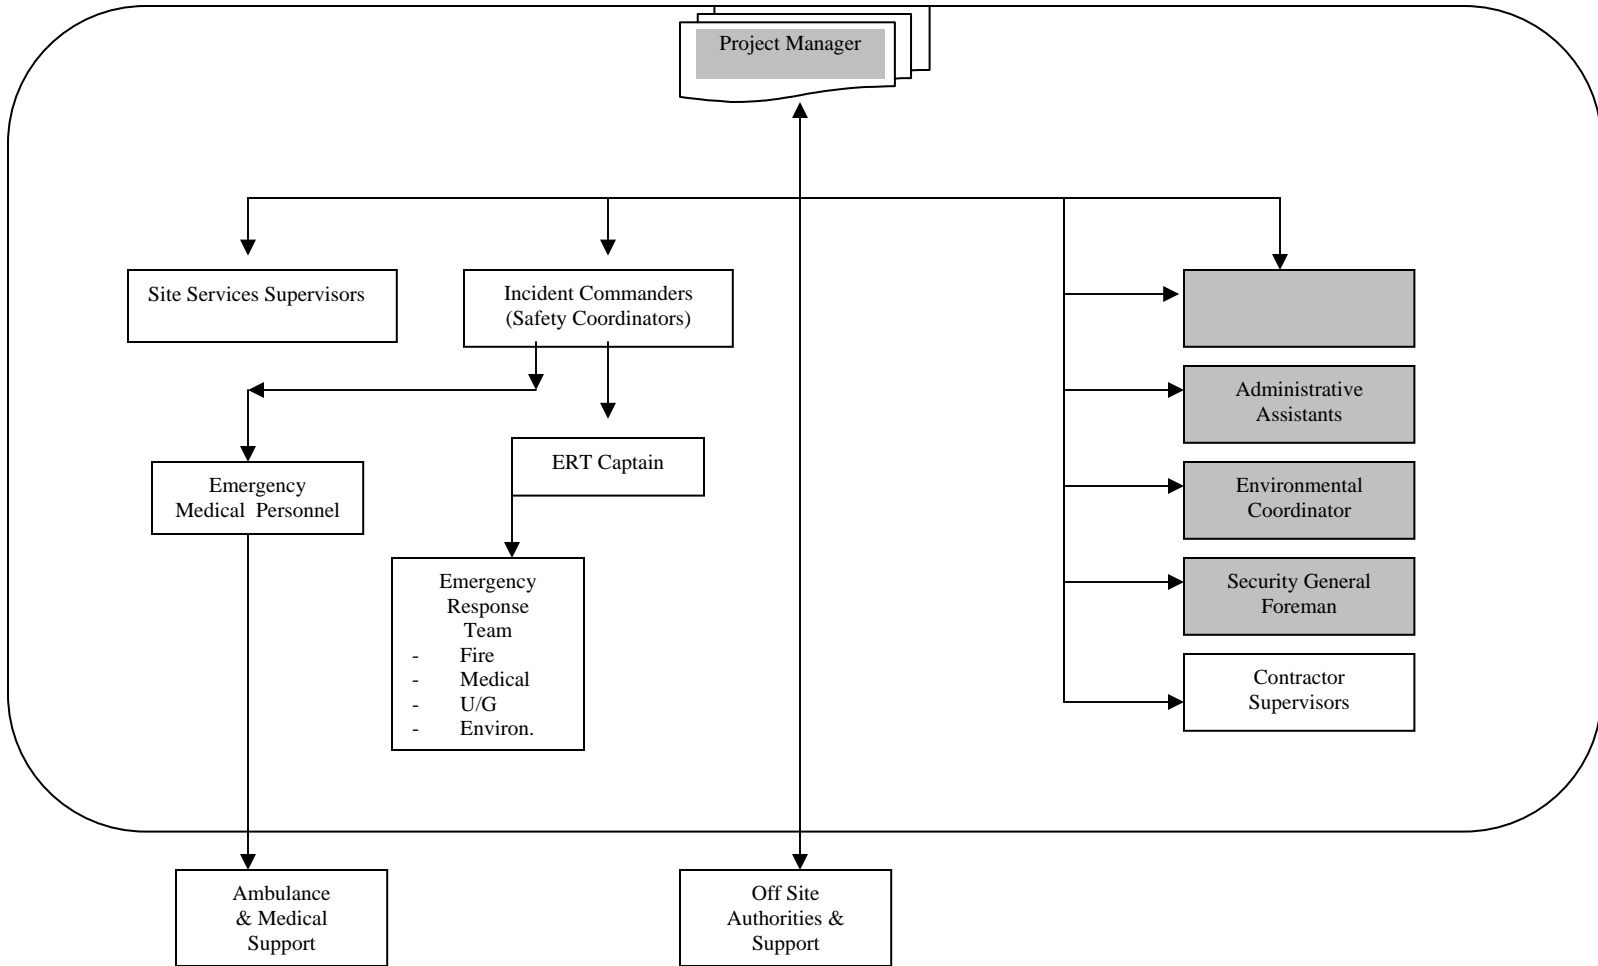 Project Manager
Site Services Supervisors
Incident Commanders
(Safety Coordinators)
Administrative
Assistants
ERT Captain
Emergency
Medical Personnel
Environmental
Coordinator
Emergency
Response
Team
- Fire
- Medical
- U/G
- Environ.
Security General
Foreman
Contractor
Supervisors
Ambulance
& Medical
Support
Off Site
Authorities &
Support